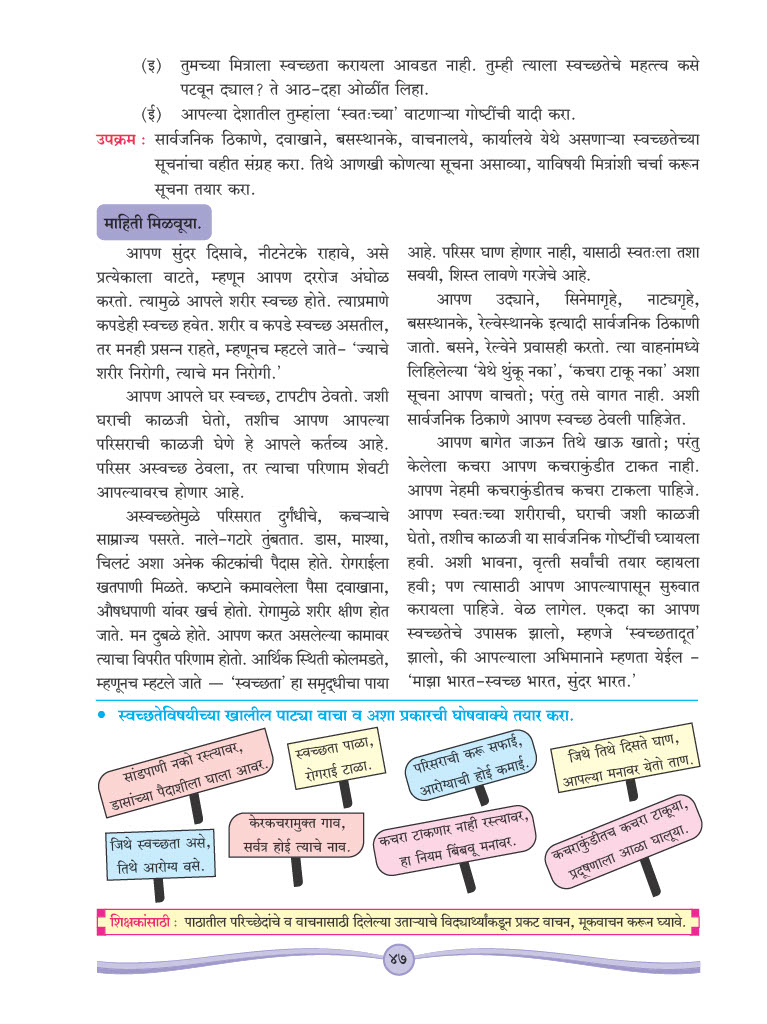 (इ) तुमच्या मित्राला स्वच्छता करायला आवडत नाही. तुम्ही त्याला स्वच्छतेचे महत्त्व कसे
पटवून द्याल? ते आठ-दहा ओळींत लिहा.
(ई) आपल्या देशातील तुम्हांला ‘स्वतःच्या’ वाटणाऱ्या गोष्टींची यादी करा.
उपक्रम : सार्वजनिक ठिकाणे, दवाखाने, बसस्थानके, वाचनालये, कार्यालये येथे असणाऱ्या स्वच्छतेच्या
सूचनांचा वहीत संग्रह करा. तिथे आणखी कोणत्या सूचना असाव्या, याविषयी मित्रांशी चर्चा करून
सूचना तयार करा.
माहिती मिळवूया.
आपण सुंदर दिसावे, नीटनेटके राहावे, असे
प्रत्येकाला वाटते, म्हणून आपण दररोज अंघोळ
करतो. त्यामुळे आपले शरीर स्वच्छ होते. त्याप्रमाणे
कपडेही स्वच्छ हवेत. शरीर व कपडे स्वच्छ असतील,
तर मनही प्रसन्न राहते, म्हणूनच म्हटले जाते- ‘ज्याचे
शरीर निरोगी, त्याचे मन निरोगी.’
आपण आपले घर स्वच्छ, टापटीप ठेवतो. जशी
घराची काळजी घेतो, तशीच आपण आपल्या
परिसराची काळजी घेणे हे आपले कर्तव्य आहे.
परिसर अस्वच्छ ठेवला, तर त्याचा परिणाम शेवटी
आपल्यावरच होणार आहे.
अस्वच्छतेमुळे परिसरात दुर्गंधीचे, कचऱ्याचे
साम्राज्य पसरते. नाले-गटारे तुंबतात. डास, माश्या,
चिलटं अशा अनेक कीटकांची पैदास होते. रोगराईला
खतपाणी मिळते. कष्टाने कमावलेला पैसा दवाखाना,
औषधपाणी यांवर खर्च होतो. रोगामुळे शरीर क्षीण होत
जाते. मन दुबळे होते. आपण करत असलेल्या कामावर
त्याचा विपरीत परिणाम होतो. आर्थिक स्थिती कोलमडते,
म्हणूनच म्हटले जाते — ‘स्वच्छता’ हा समृद्धीचा पाया
आहे. परिसर घाण होणार नाही, यासाठी स्वतःला तशा
सवयी, शिस्त लावणे गरजेचे आहे.
आपण उद्याने, सिनेमागृहे, नाट्यगृहे,
बसस्थानके, रेल्वेस्थानके इत्यादी सार्वजनिक ठिकाणी
जातो. बसने, रेल्वेने प्रवासही करतो. त्या वाहनांमध्ये
लिहिलेल्या ‘येथे थुंकू नका’, ‘कचरा टाकू नका’ अशा
सूचना आपण वाचतो; परंतु तसे वागत नाही. अशी
सार्वजनिक ठिकाणे आपण स्वच्छ ठेवली पाहिजेत.
आपण बागेत जाऊन तिथे खाऊ खातो; परंतु
केलेला कचरा आपण कचराकुंडीत टाकत नाही.
आपण नेहमी कचराकुंडीतच कचरा टाकला पाहिजे.
आपण स्वतःच्या शरीराची, घराची जशी काळजी
घेतो, तशीच काळजी या सार्वजनिक गोष्टींची घ्यायला
हवी. अशी भावना, वृत्ती सर्वांची तयार व्हायला
हवी; पण त्यासाठी आपण आपल्यापासून सुरुवात
करायला पाहिजे. वेळ लागेल. एकदा का आपण
स्वच्छतेचे उपासक झालो, म्हणजे ‘स्वच्छतादूत’
झालो, की आपल्याला अभिमानाने म्हणता येईल -
‘माझा भारत-स्वच्छ भारत, सुंदर भारत.’
• स्वच्छतेविषयीच्या खालील पाट्या वाचा व अशा प्रकारची घोषवाक्ये तयार करा.
सांडपाणी नको रस्त्यावर,
डासांच्या पैदाशीला घाला आवर.
स्वच्छता पाळा,
रोगराई टाळा.
परिसराची करू सफाई,
आरोग्याची होई कमाई.
जिथे तिथे दिसते घाण,
आपल्या मनावर येतो ताण.
जिथे स्वच्छता असे,
तिथे आरोग्य वसे.
केरकचरामुक्त गाव,
सर्वत्र होई त्याचे नाव.
कचरा टाकणार नाही रस्त्यावर,
हा नियम बिंबवू मनावर.
कचराकुंडीतच कचरा टाकूया,
प्रदूषणाला आळा घालूया.
शिक्षकांसाठी : पाठातील परिच्छेदांचे व वाचनासाठी दिलेल्या उताऱ्याचे विद्यार्थ्यांकडून प्रकट वाचन, मूकवाचन करून घ्यावे.
४७